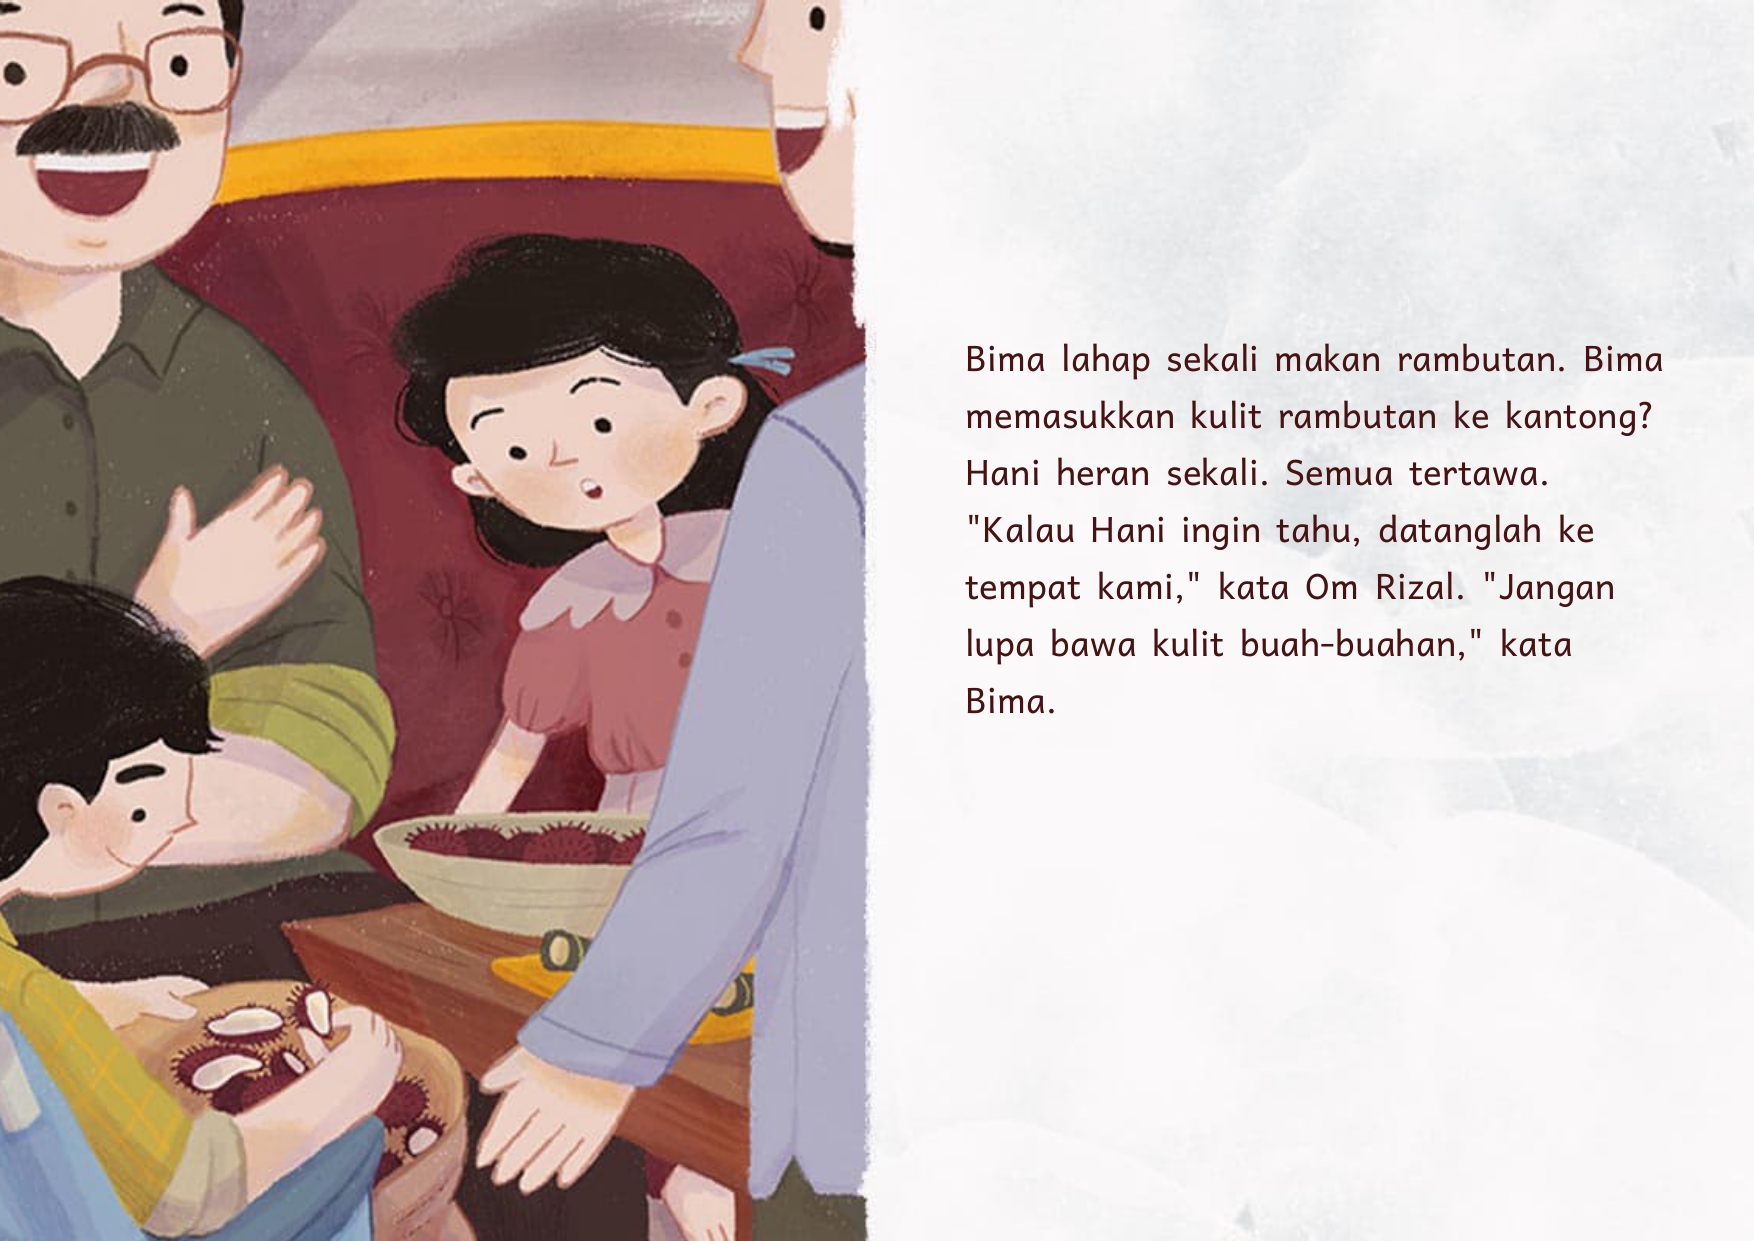 Bima lahap sekali makan rambutan. Bima
memasukkan kulit rambutan ke kantong?
Hani heran sekali. Semua tertawa.
"Kalau Hani ingin tahu, datanglah ke
tempat kami," kata Om Rizal. "Jangan
lupa bawa kulit buah-buahan," kata
Bima.